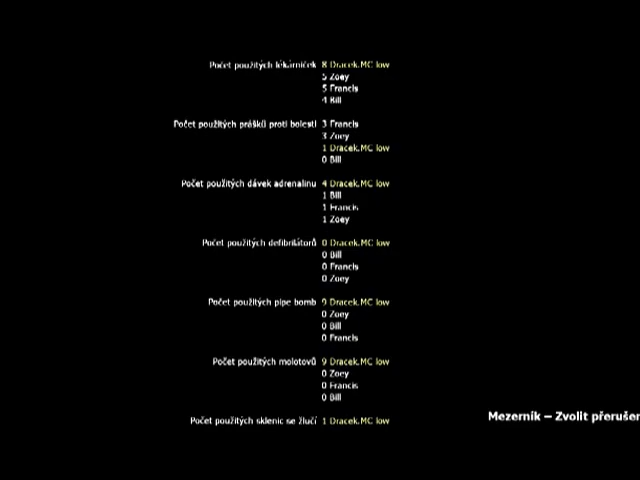 Počet použitých lékárniček 8 Dracek.MC low
5 Zoey
5 Francis
4 Bill
Počet použitých prášků proti bolesti 3 Francis
3 Zoey
1 Dracek.MC low
0 Bill
Počet použitých dávek adrenalinu 4 Dracek.MC low
1 Bill
1 Francis
1 Zoey
Počet použitých defibrilátorů 0 Dracek.MC low
0 Bill
0 Francis
0 Zoey
Počet použitých pipe bomb 9 Dracek.MC low
0 Zoey
0 Bill
0 Francis
Počet použitých molotovů 9 Dracek.MC low
0 Zoey
0 Francis
0 Bill
Počet použitých sklenic se žlučí 1 Dracek.MC low
Mezerník – Zvolit přerušen